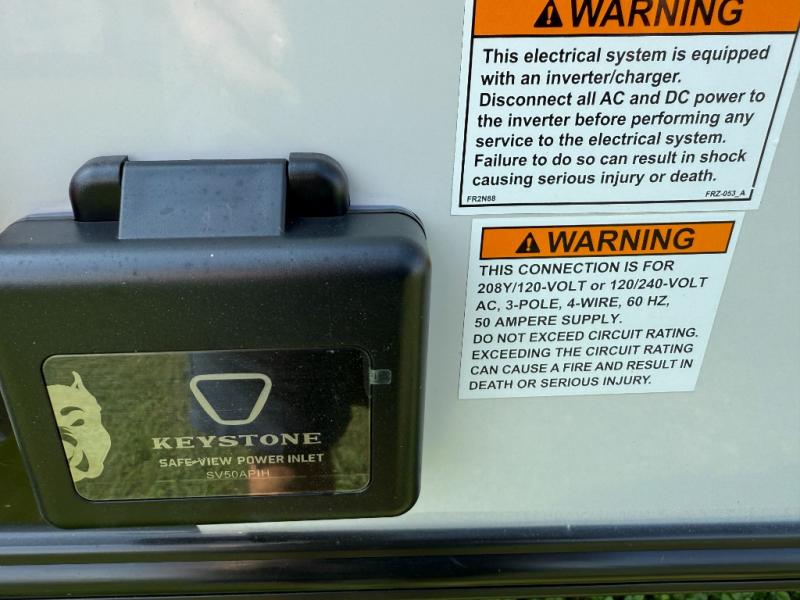 WARNING
This electrical system is equipped
with an inverter/charger.
Disconnect all AC and DC power to
the inverter before performing any
service to the electrical system.
Failure to do so can result in shock
causing serious injury or death.
FR2N88 FRZ-053_A
WARNING
THIS CONNECTION IS FOR
208Y/120-VOLT or 120/240-VOLT
AC, 3-POLE, 4-WIRE, 60 HZ,
50 AMPERE SUPPLY.
DO NOT EXCEED CIRCUIT RATING.
EXCEEDING THE CIRCUIT RATING
CAN CAUSE A FIRE AND RESULT IN
DEATH OR SERIOUS INJURY.
KEYSTONE
SAFE-VIEW POWER INLET
SV50APIH